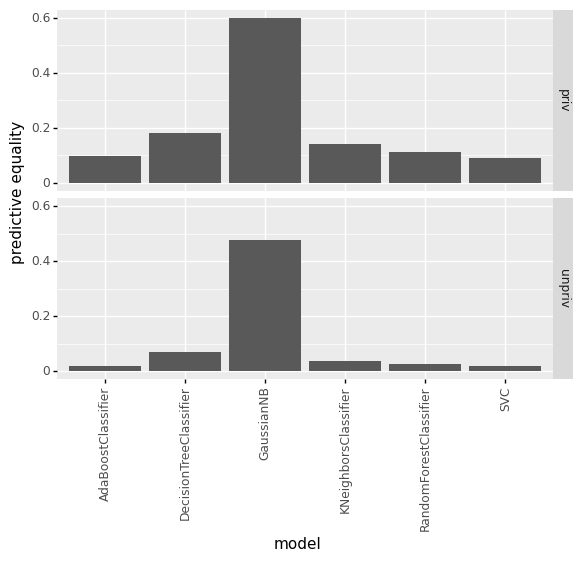 0.6
0.4
0.2
0
priv
0.6
0.4
0.2
0
unpriv
predictive equality
AdaBoostClassifier
DecisionTreeClassifier
GaussianNB
KNeighborsClassifier
RandomForestClassifier
SVC
model